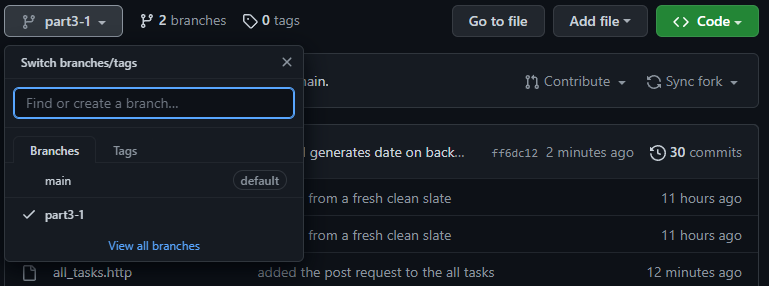 part3-1 2 branches 0 tags Go to file Add file <> Code
Switch branches/tags
Find or create a branch...
Branches Tags
main default
part3-1
View all branches
main.
Contribute Sync fork
generates date on back... ff6dc12 2 minutes ago 30 commits
from a fresh clean slate 11 hours ago
from a fresh clean slate 11 hours ago
all_tasks.http added the post request to the all tasks 12 minutes ago